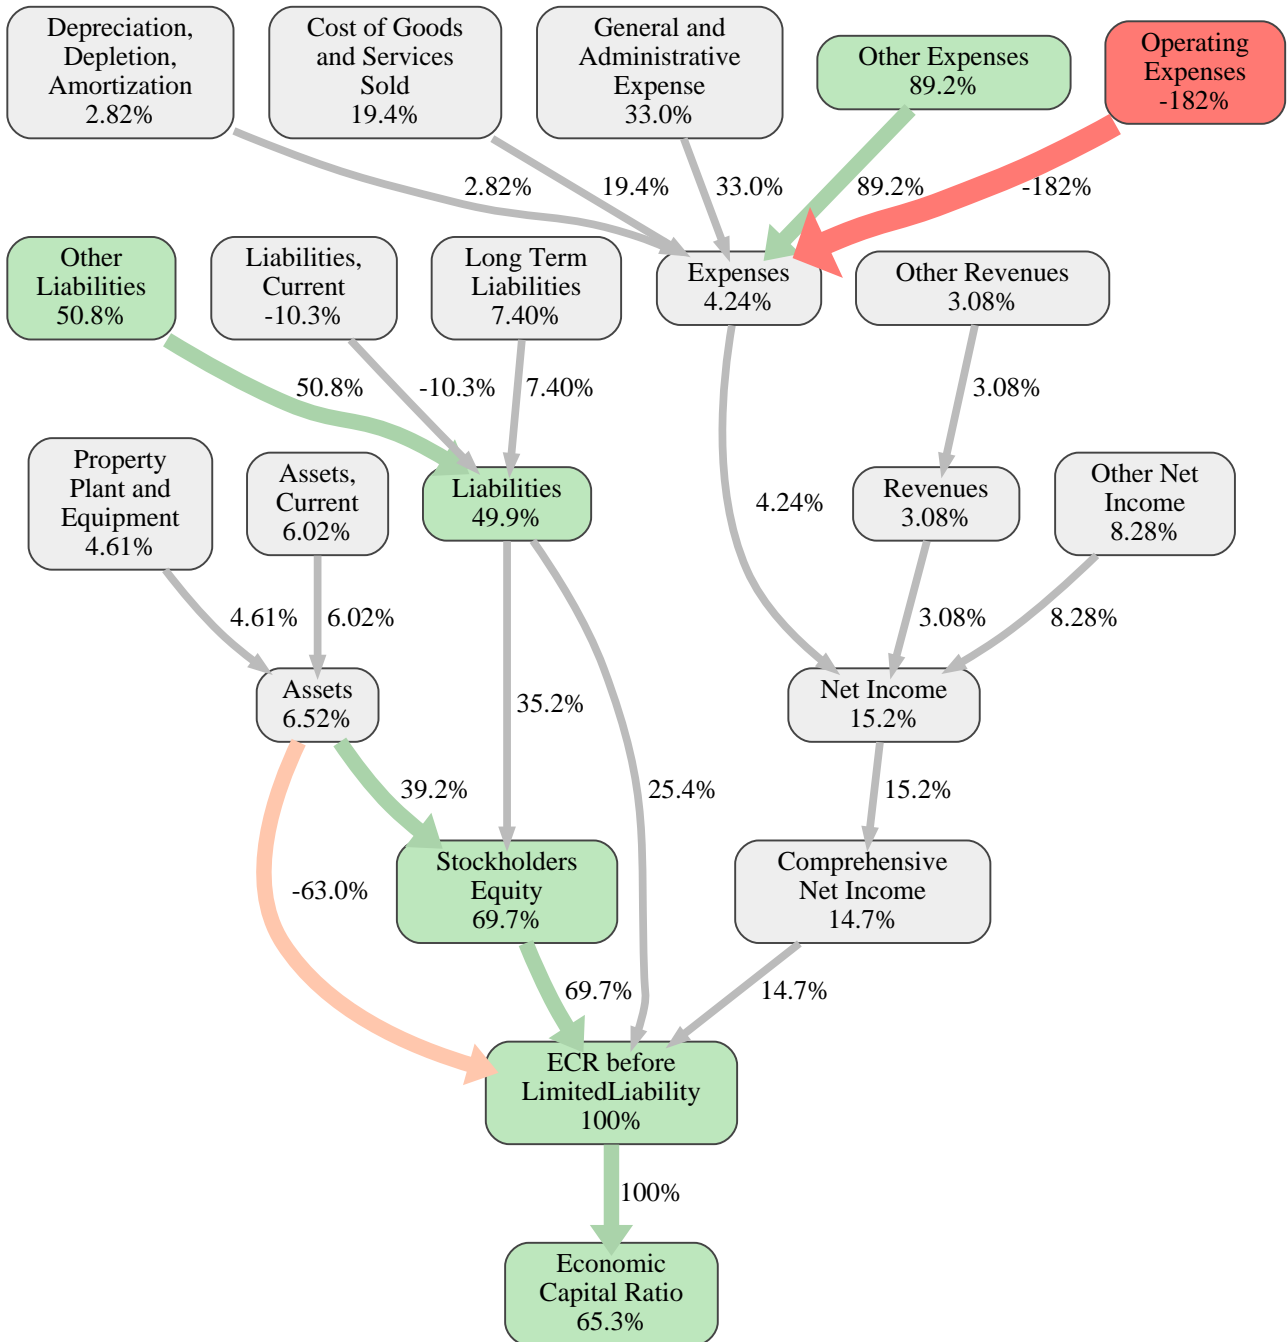 Depreciation,
Depletion,
Amortization
2.82%
Cost of Goods
and Services
Sold
19.4%
General and
Administrative
Expense
33.0%
Other Expenses
89.2%
Operating
Expenses
-182%
2.82%
19.4%
33.0%
89.2%
-182%
Other
Liabilities
50.8%
Liabilities,
Current
-10.3%
Long Term
Liabilities
7.40%
Expenses
4.24%
Other Revenues
3.08%
50.8%
-10.3%
7.40%
3.08%
Property
Plant and
Equipment
4.61%
Assets,
Current
6.02%
Liabilities
49.9%
4.24%
Revenues
3.08%
Other Net
Income
8.28%
4.61%
6.02%
3.08%
8.28%
Assets
6.52%
35.2%
Net Income
15.2%
39.2%
25.4%
15.2%
-63.0%
Stockholders
Equity
69.7%
Comprehensive
Net Income
14.7%
69.7%
14.7%
ECR before
LimitedLiability
100%
100%
Economic
Capital Ratio
65.3%